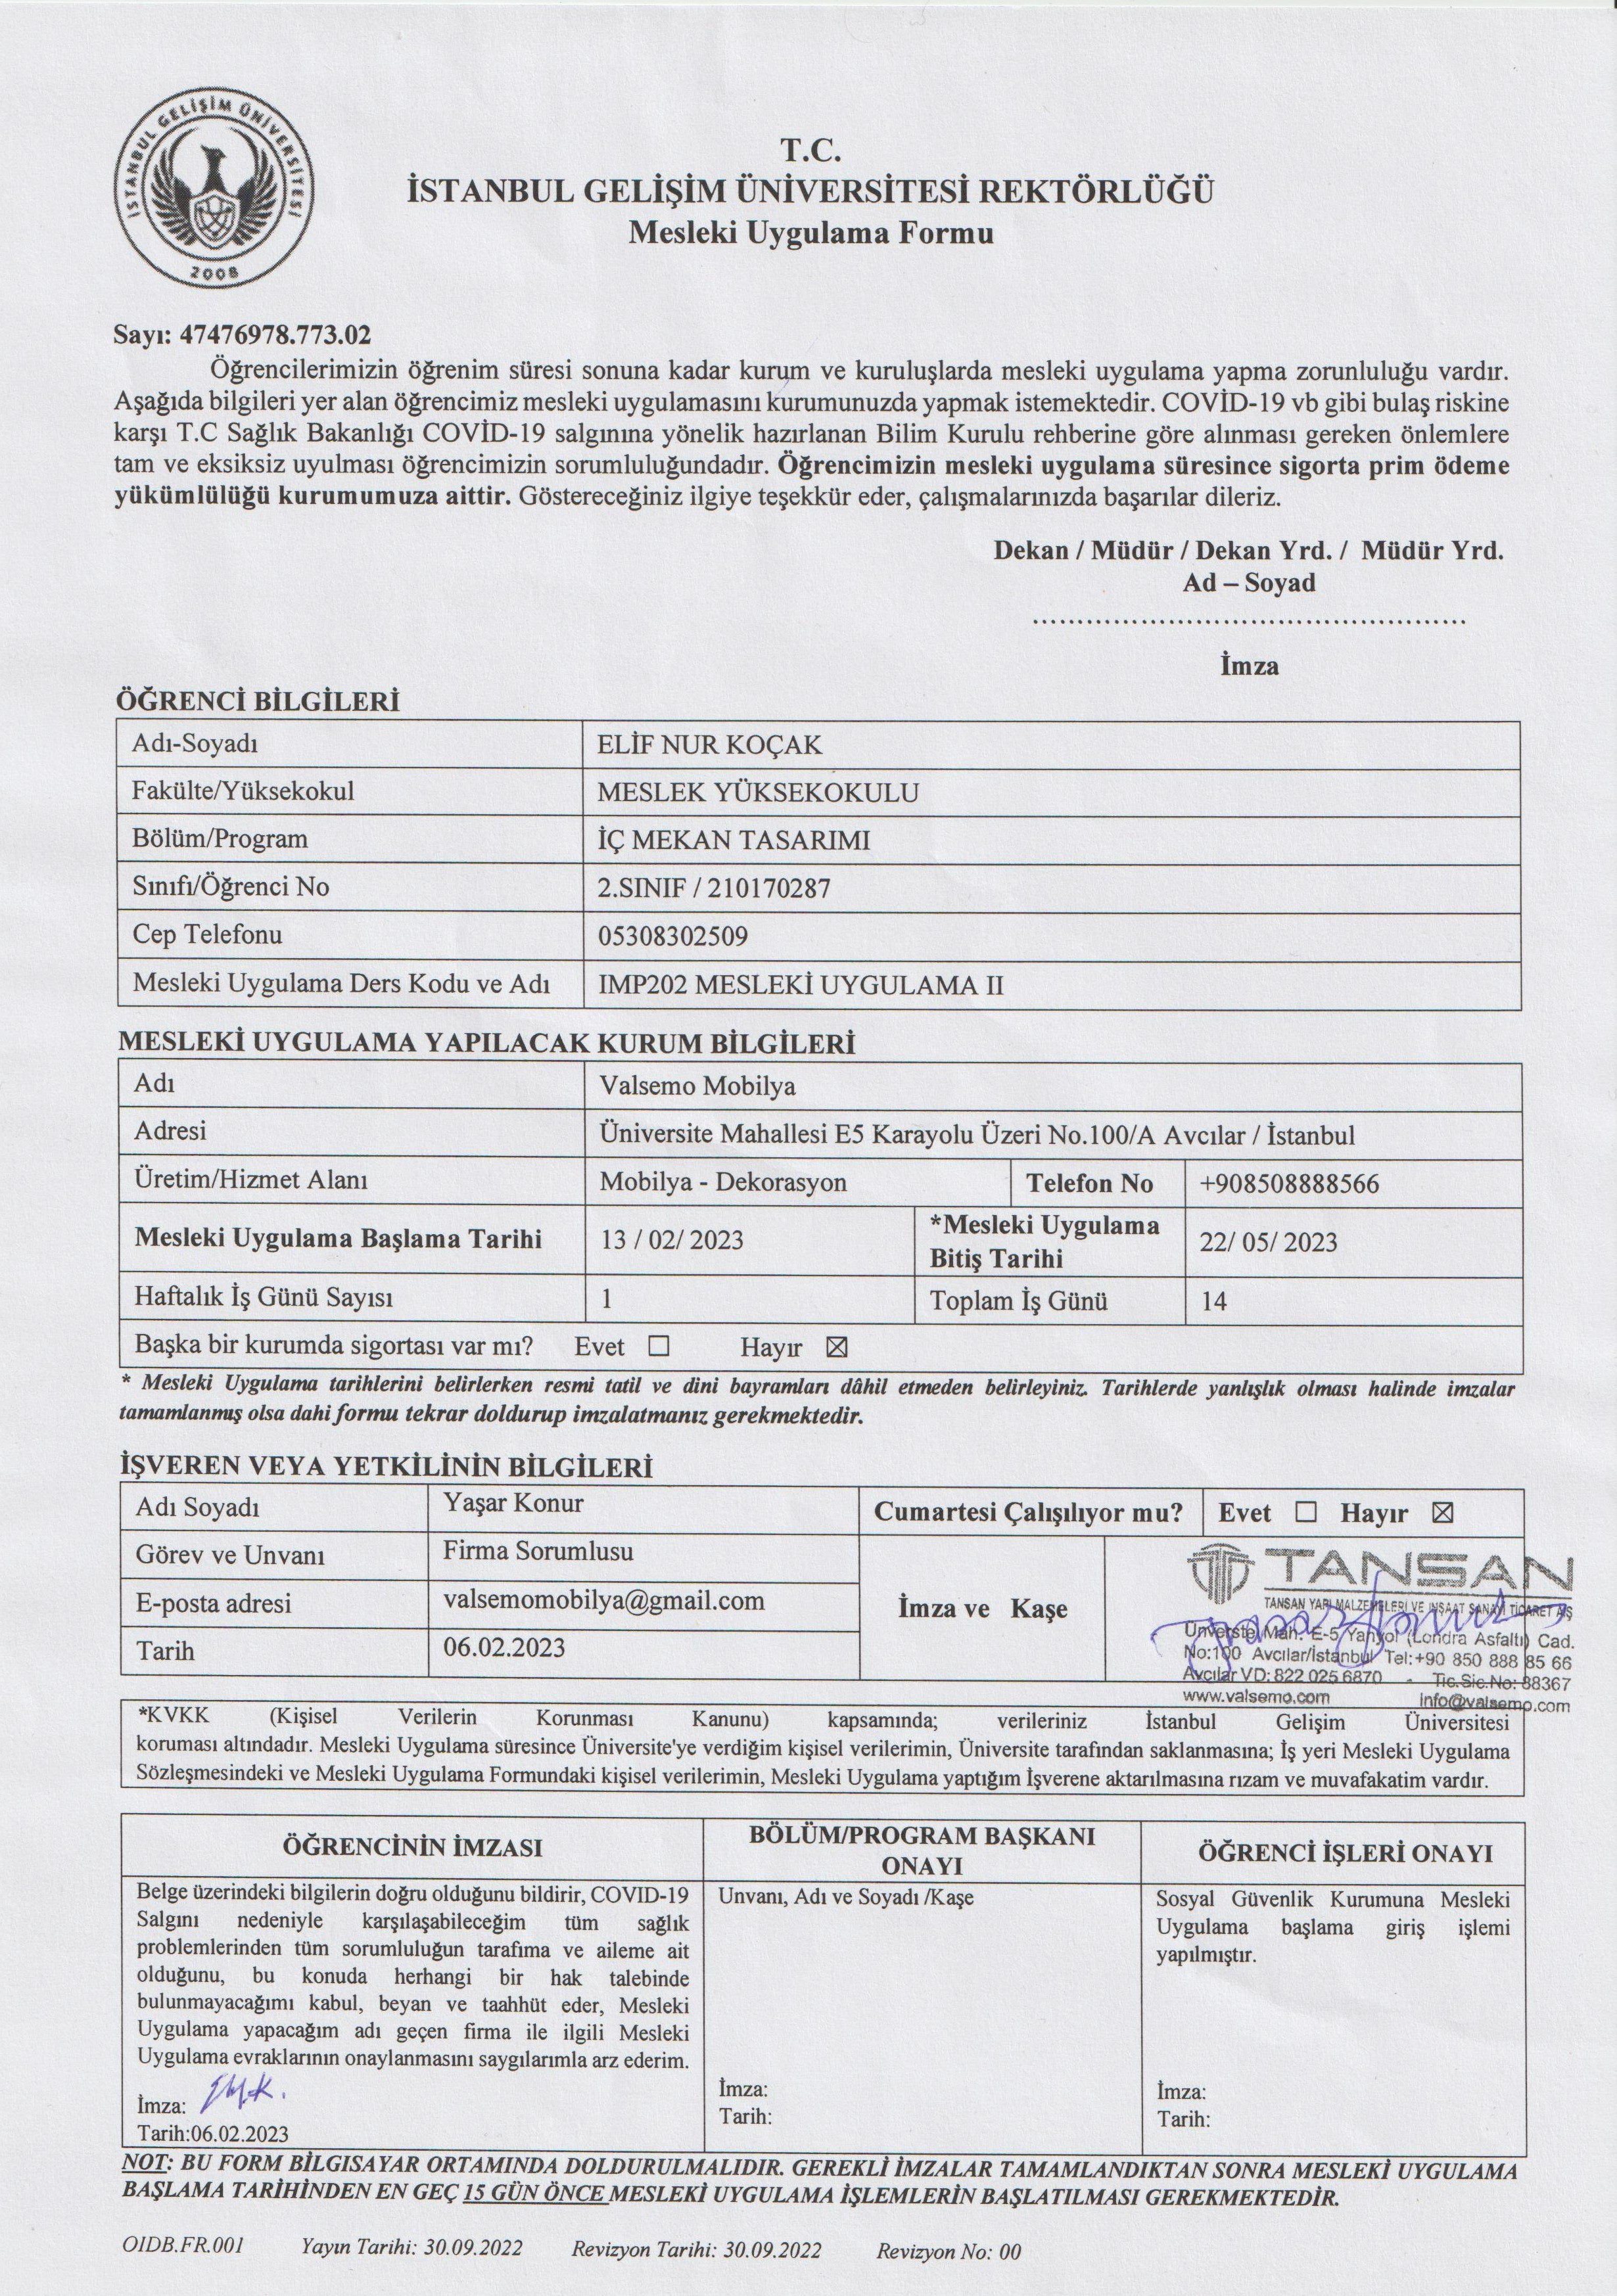 İSTANBUL GELİŞİM ÜNİVERSİTESİ
2008
T.C.
İSTANBUL GELİŞİM ÜNİVERSİTESİ REKTÖRLÜĞÜ
Mesleki Uygulama Formu
Sayı: 47476978.773.02
Öğrencilerimizin öğrenim süresi sonuna kadar kurum ve kuruluşlarda mesleki uygulama yapma zorunluluğu vardır.
Aşağıda bilgileri yer alan öğrencimiz mesleki uygulamasını kurumunuzda yapmak istemektedir. COVİD-19 vb gibi bulaş riskine
karşı T.C Sağlık Bakanlığı COVİD-19 salgınına yönelik hazırlanan Bilim Kurulu rehberine göre alınması gereken önlemlere
tam ve eksiksiz uyulması öğrencimizin sorumluluğundadır. Öğrencimizin mesleki uygulama süresince sigorta prim ödeme
yükümlülüğü kurumumuza aittir. Göstereceğiniz ilgiye teşekkür eder, çalışmalarınızda başarılar dileriz.
Dekan / Müdür / Dekan Yrd. / Müdür Yrd.
Ad – Soyad
...............................................
İmza
ÖĞRENCİ BİLGİLERİ
Adı-Soyadı ELİF NUR KOÇAK
Fakülte/Yüksekokul MESLEK YÜKSEKOKULU
Bölüm/Program İÇ MEKAN TASARIMI
Sınıfı/Öğrenci No 2.SINIF / 210170287
Cep Telefonu 05308302509
Mesleki Uygulama Ders Kodu ve Adı IMP202 MESLEKİ UYGULAMA II
MESLEKİ UYGULAMA YAPILACAK KURUM BİLGİLERİ
Adı Valsemo Mobilya
Adresi Üniversite Mahallesi E5 Karayolu Üzeri No.100/A Avcılar / İstanbul
Üretim/Hizmet Alanı Mobilya - Dekorasyon Telefon No +908508888566
Mesleki Uygulama Başlama Tarihi 13 / 02/ 2023 *Mesleki Uygulama Bitiş Tarihi 22/ 05/ 2023
Haftalık İş Günü Sayısı 1 Toplam İş Günü 14
Başka bir kurumda sigortası var mı? Evet ☐ Hayır ☒
* Mesleki Uygulama tarihlerini belirlerken resmi tatil ve dini bayramları dâhil etmeden belirleyiniz. Tarihlerde yanlışlık olması halinde imzalar
tamamlanmış olsa dahi formu tekrar doldurup imzalatmanız gerekmektedir.
İŞVEREN VEYA YETKİLİNİN BİLGİLERİ
Adı Soyadı Yaşar Konur Cumartesi Çalışılıyor mu? Evet ☐ Hayır ☒
Görev ve Unvanı Firma Sorumlusu
E-posta adresi valsemomobilya@gmail.com
Tarih 06.02.2023
İmza ve Kaşe
TANSAN
TANSAN YAPI MALZEMELERİ VE İNŞAAT SANAYİ TİCARET AŞ
Ünverste Mah. E-5 Yanyol (Londra Asfaltı) Cad.
No:100 Avcılar/İstanbul Tel:+90 850 888 85 66
Avcılar VD: 822 025 6870 - Tic.Sic.No: 88367
www.valsemo.com info@valsemo.com
*KVKK (Kişisel Verilerin Korunması Kanunu) kapsamında; verileriniz İstanbul Gelişim Üniversitesi
koruması altındadır. Mesleki Uygulama süresince Üniversite'ye verdiğim kişisel verilerimin, Üniversite tarafından saklanmasına; İş yeri Mesleki Uygulama
Sözleşmesindeki ve Mesleki Uygulama Formundaki kişisel verilerimin, Mesleki Uygulama yaptığım İşverene aktarılmasına rızam ve muvafakatim vardır.
ÖĞRENCİNİN İMZASI
Belge üzerindeki bilgilerin doğru olduğunu bildirir, COVID-19
Salgını nedeniyle karşılaşabileceğim tüm sağlık
problemlerinden tüm sorumluluğun tarafıma ve aileme ait
olduğunu, bu konuda herhangi bir hak talebinde
bulunmayacağımı kabul, beyan ve taahhüt eder, Mesleki
Uygulama yapacağım adı geçen firma ile ilgili Mesleki
Uygulama evraklarının onaylanmasını saygılarımla arz ederim.
İmza:
Tarih:06.02.2023
BÖLÜM/PROGRAM BAŞKANI
ONAYI
Unvanı, Adı ve Soyadı /Kaşe
İmza:
Tarih:
ÖĞRENCİ İŞLERİ ONAYI
Sosyal Güvenlik Kurumuna Mesleki
Uygulama başlama giriş işlemi
yapılmıştır.
İmza:
Tarih:
NOT: BU FORM BİLGISAYAR ORTAMINDA DOLDURULMALIDIR. GEREKLİ İMZALAR TAMAMLANDIKTAN SONRA MESLEKİ UYGULAMA
BAŞLAMA TARİHİNDEN EN GEÇ 15 GÜN ÖNCE MESLEKİ UYGULAMA İŞLEMLERİN BAŞLATILMASI GEREKMEKTEDİR.
OIDB.FR.001 Yayın Tarihi: 30.09.2022 Revizyon Tarihi: 30.09.2022 Revizyon No: 00